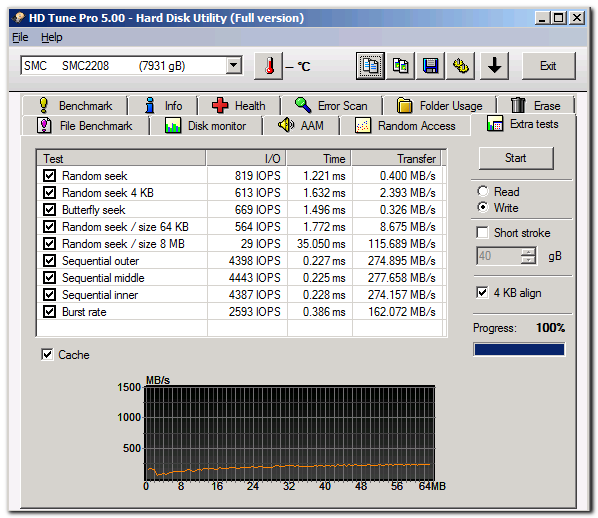 HD Tune Pro 5.00 - Hard Disk Utility (Full version)
File Help
SMC SMC2208 (7931 gB)
– °C
Exit
Benchmark Info Health Error Scan Folder Usage Erase
File Benchmark Disk monitor AAM Random Access Extra tests
Test I/O Time Transfer
Random seek 819 IOPS 1.221 ms 0.400 MB/s
Random seek 4 KB 613 IOPS 1.632 ms 2.393 MB/s
Butterfly seek 669 IOPS 1.496 ms 0.326 MB/s
Random seek / size 64 KB 564 IOPS 1.772 ms 8.675 MB/s
Random seek / size 8 MB 29 IOPS 35.050 ms 115.689 MB/s
Sequential outer 4398 IOPS 0.227 ms 274.895 MB/s
Sequential middle 4443 IOPS 0.225 ms 277.658 MB/s
Sequential inner 4387 IOPS 0.228 ms 274.157 MB/s
Burst rate 2593 IOPS 0.386 ms 162.072 MB/s
Start
Read
Write
Short stroke
40 gB
4 KB align
Progress: 100%
Cache
MB/s
1500
1000
500
0 8 16 24 32 40 48 56 64MB